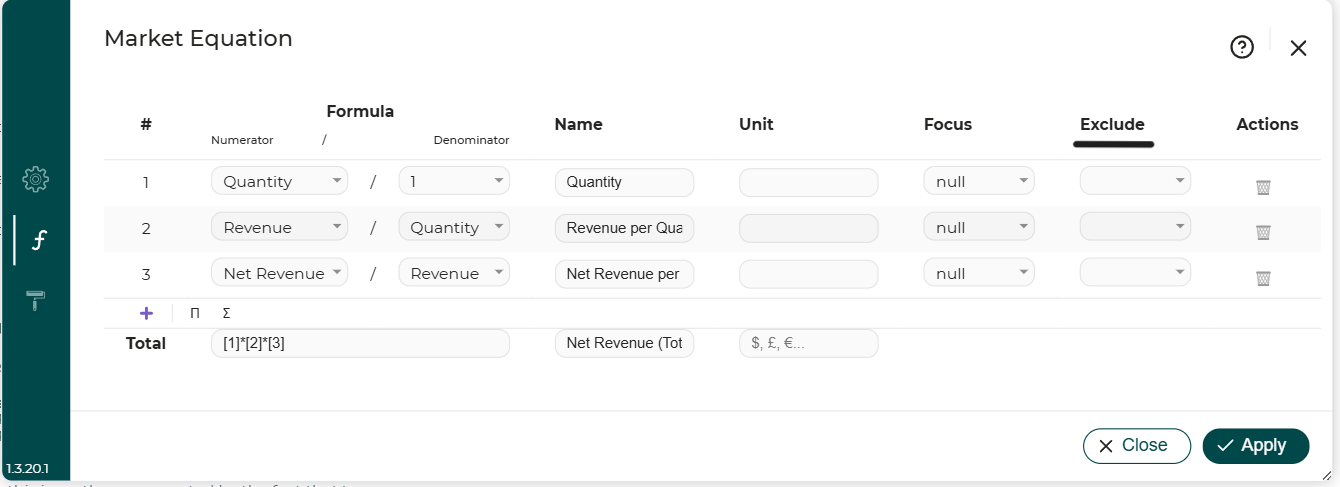 Market Equation
Formula
# Name Unit Focus Exclude Actions
Numerator / Denominator
1 Quantity / 1 Quantity null
2 Revenue / Quantity Revenue per Qua null
3 Net Revenue / Revenue Net Revenue per null
+ Π Σ
Total [1]*[2]*[3] Net Revenue (Tot $, £, €...
Close Apply
1.3.20.1